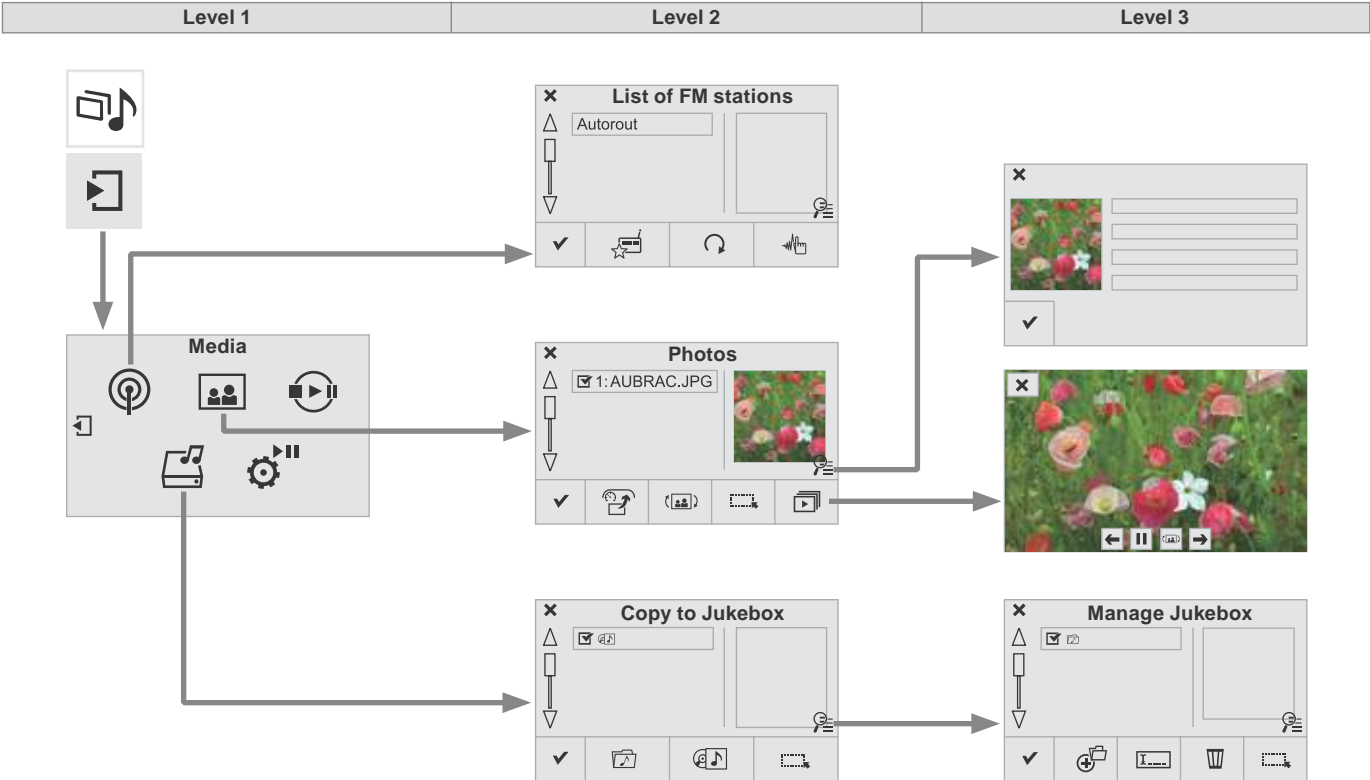 Level 1
Level 2
Level 3
List of FM stations
Autorout
Media
Photos
1: AUBRAC.JPG
Copy to Jukebox
Manage Jukebox